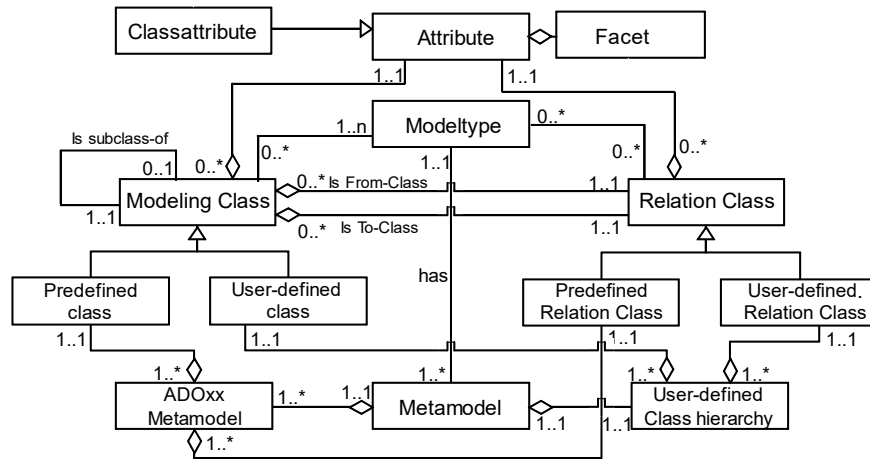 Classattribute
Attribute
Facet
1..1
1..1
Modeltype
1..n
0..*
Is subclass-of
0..1
0..*
0..*
1..1
0..*
0..*
Modeling Class
0..*
Is From-Class
1..1
Relation Class
1..1
0..*
Is To-Class
1..1
has
Predefined
class
User-defined
class
Predefined
Relation Class
User-defined.
Relation Class
1..1
1..1
1..1
1..1
1..*
1..*
1..*
1..*
ADOxx
Metamodel
1..*
1..1
Metamodel
1..1
1..1
User-defined
Class hierarchy
1..*